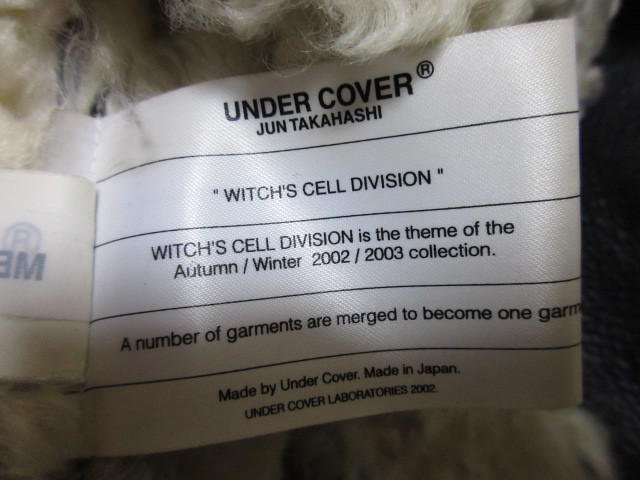 UNDER COVER®
JUN TAKAHASHI
" WITCH'S CELL DIVISION "
WITCH'S CELL DIVISION is the theme of the
Autumn / Winter 2002 / 2003 collection.
A number of garments are merged to become one garm
Made by Under Cover. Made in Japan.
UNDER COVER LABORATORIES 2002.
®
ME